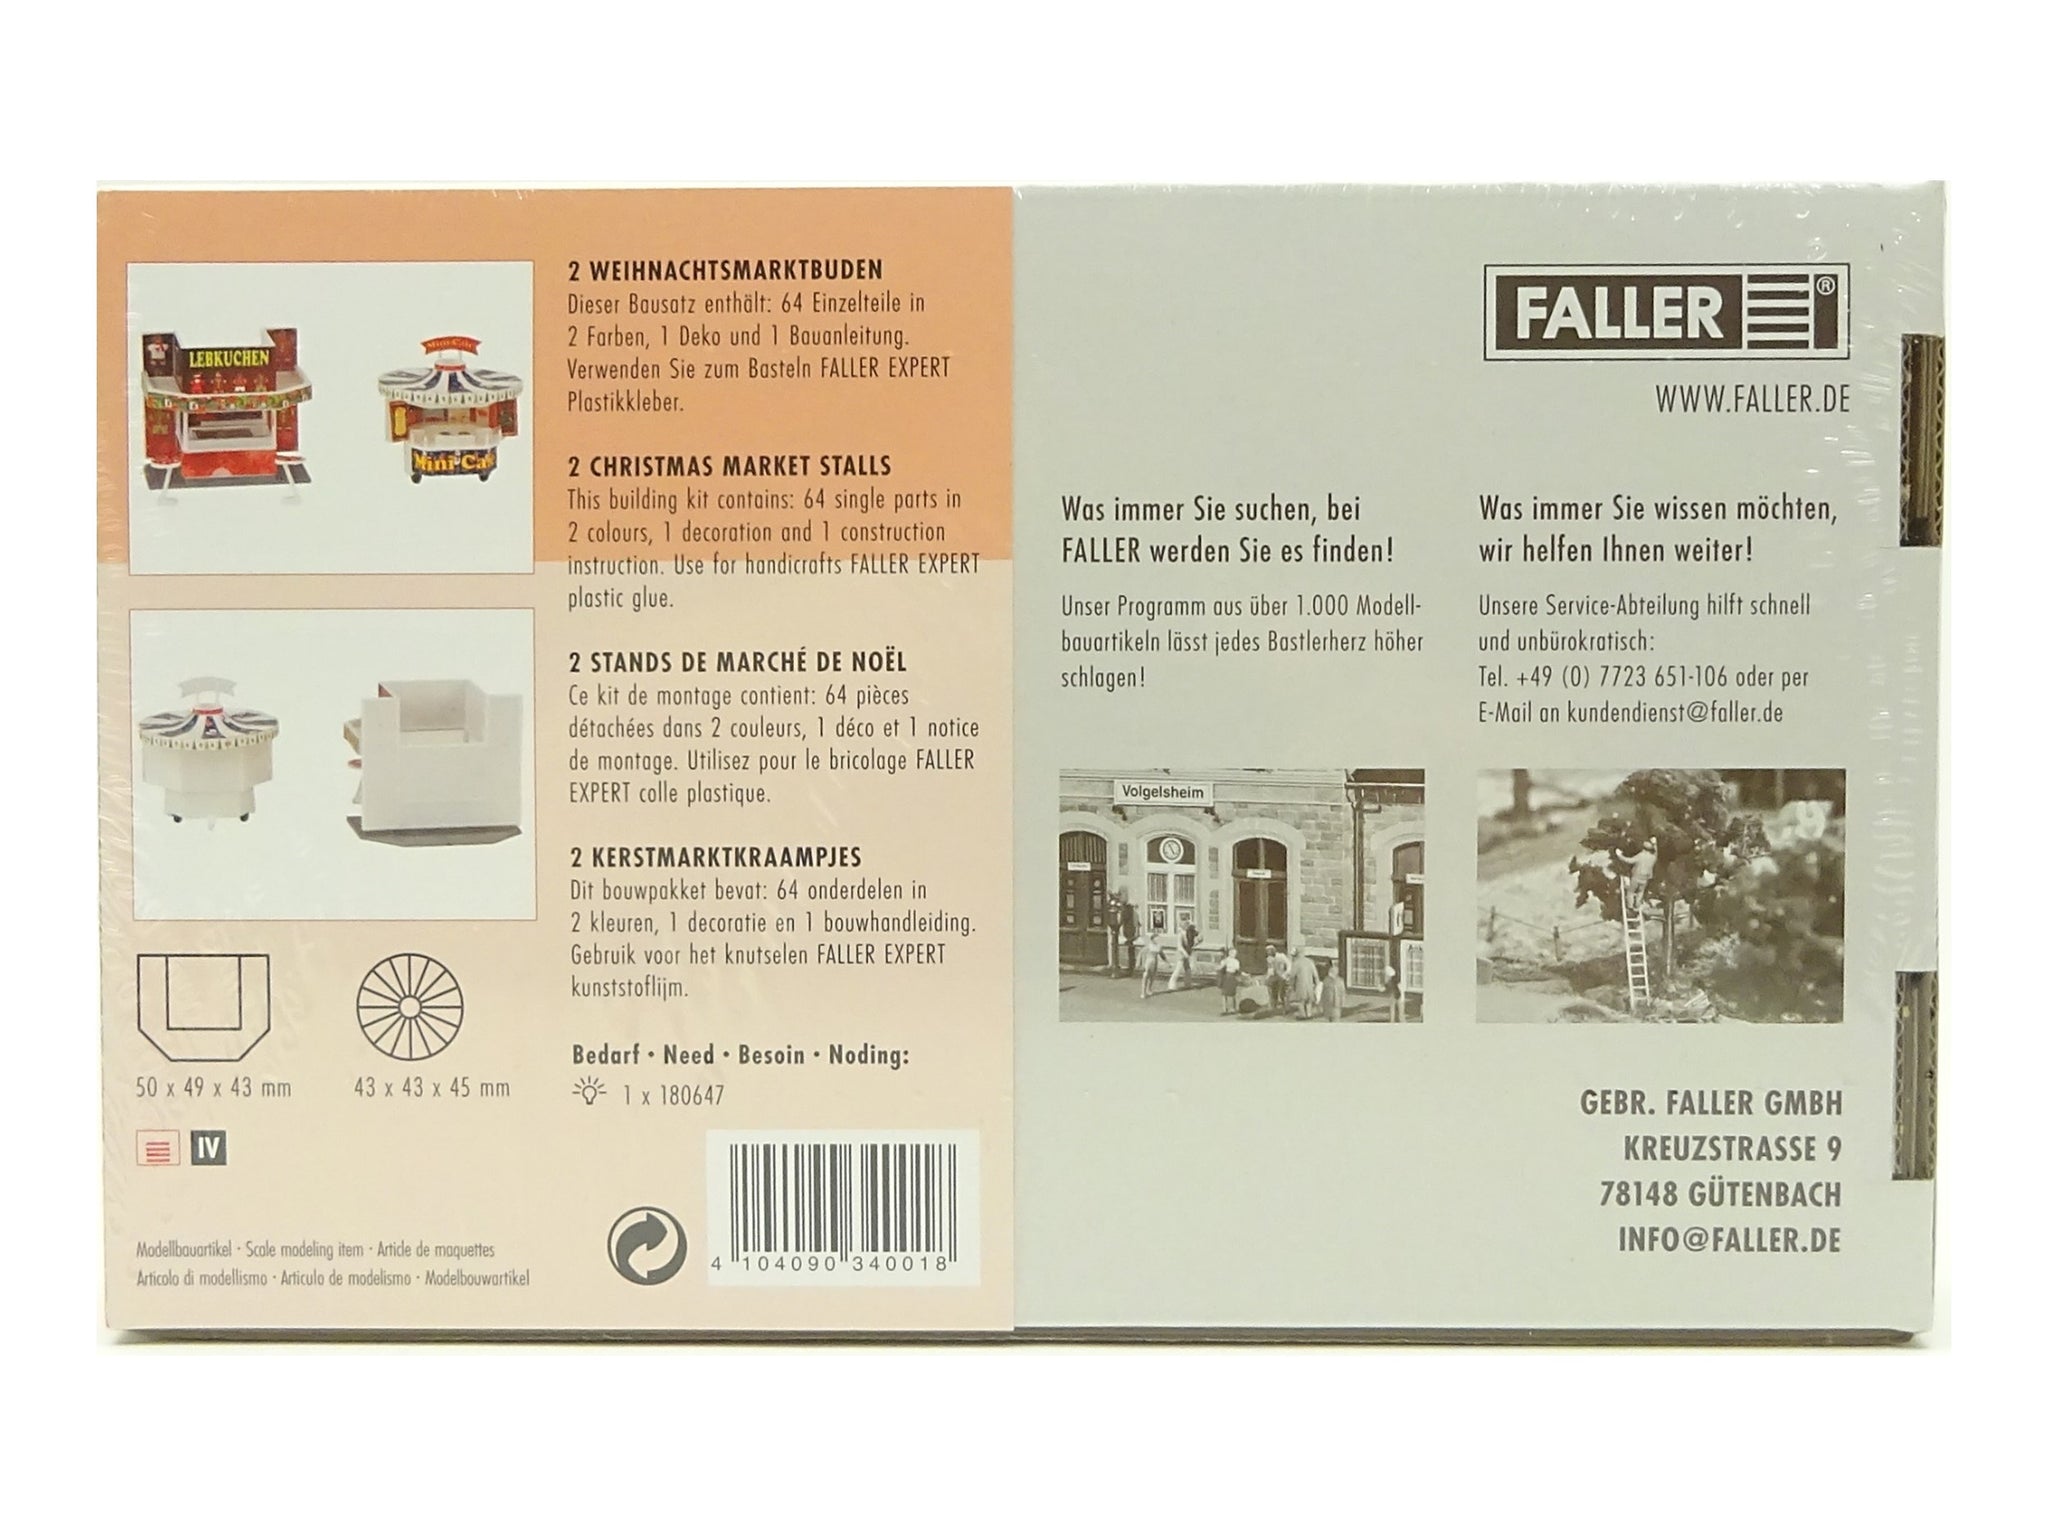 LEBKUCHEN
Mini-Cafe
2 WEIHNACHTSMARKTBUDEN
Dieser Bausatz enthält: 64 Einzelteile in
2 Farben, 1 Deko und 1 Bauanleitung.
Verwenden Sie zum Basteln FALLER EXPERT
Plastikkleber.
2 CHRISTMAS MARKET STALLS
This building kit contains: 64 single parts in
2 colours, 1 decoration and 1 construction
instruction. Use for handicrafts FALLER EXPERT
plastic glue.
2 STANDS DE MARCHÉ DE NOËL
Ce kit de montage contient: 64 pièces
détachées dans 2 couleurs, 1 déco et 1 notice
de montage. Utilisez pour le bricolage FALLER
EXPERT colle plastique.
2 KERSTMARKTKRAAMPJES
Dit bouwpakket bevat: 64 onderdelen in
2 kleuren, 1 decoratie en 1 bouwhandleiding.
Gebruik voor het knutselen FALLER EXPERT
kunststoflijm.
Bedarf · Need · Besoin · Noding:
1 x 180647
50 x 49 x 43 mm
43 x 43 x 45 mm
IV
Modellbauartikel · Scale modeling item · Article de maquettes
Articolo di modellismo · Articulo de modelismo · Modelbouwartikel
4 104090 340018
FALLER ®
WWW.FALLER.DE
Was immer Sie suchen, bei
FALLER werden Sie es finden!
Unser Programm aus über 1.000 Modell-
bauartikeln lässt jedes Bastlerherz höher
schlagen!
Was immer Sie wissen möchten,
wir helfen Ihnen weiter!
Unsere Service-Abteilung hilft schnell
und unbürokratisch:
Tel. +49 (0) 7723 651-106 oder per
E-Mail an kundendienst@faller.de
Volgelsheim
GEBR. FALLER GMBH
KREUZSTRASSE 9
78148 GÜTENBACH
INFO@FALLER.DE